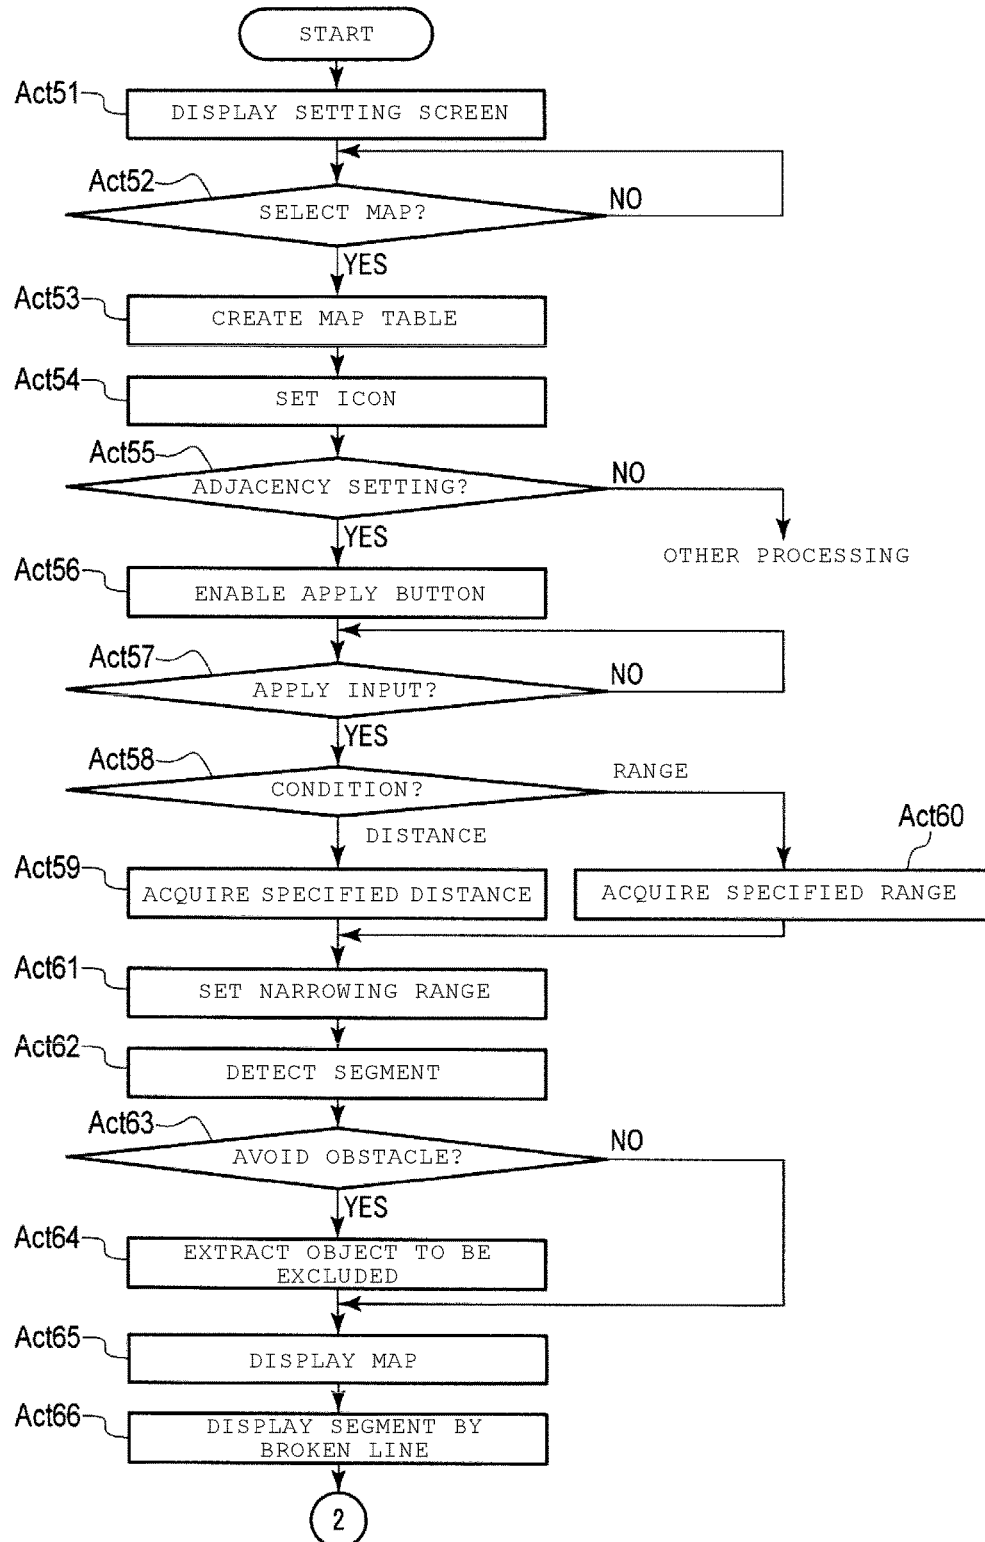 START
Act51
DISPLAY SETTING SCREEN
Act52
SELECT MAP?
NO
YES
Act53
CREATE MAP TABLE
Act54
SET ICON
Act55
ADJACENCY SETTING?
NO
YES
OTHER PROCESSING
Act56
ENABLE APPLY BUTTON
Act57
APPLY INPUT?
NO
YES
Act58
CONDITION?
RANGE
DISTANCE
Act60
Act59
ACQUIRE SPECIFIED DISTANCE
ACQUIRE SPECIFIED RANGE
Act61
SET NARROWING RANGE
Act62
DETECT SEGMENT
Act63
AVOID OBSTACLE?
NO
YES
Act64
EXTRACT OBJECT TO BE
EXCLUDED
Act65
DISPLAY MAP
Act66
DISPLAY SEGMENT BY
BROKEN LINE
2